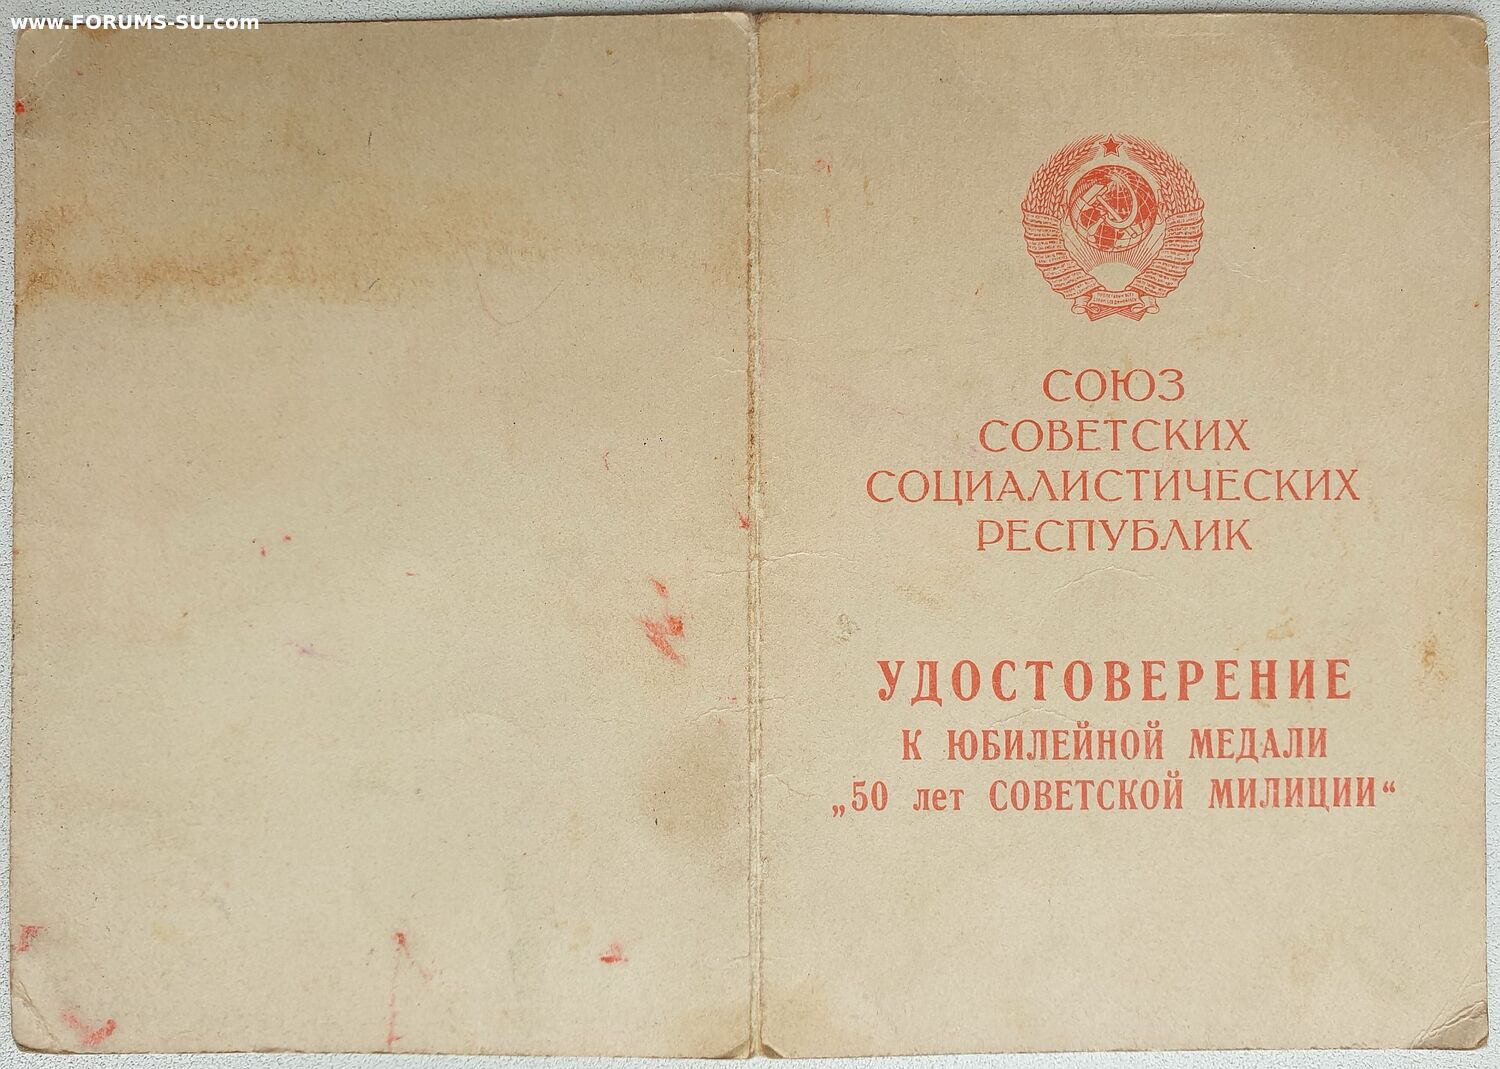 www.FORUMS-SU.com
СОЮЗ
СОВЕТСКИХ
СОЦИАЛИСТИЧЕСКИХ
РЕСПУБЛИК
УДОСТОВЕРЕНИЕ
К ЮБИЛЕЙНОЙ МЕДАЛИ
„50 лет СОВЕТСКОЙ МИЛИЦИИ“